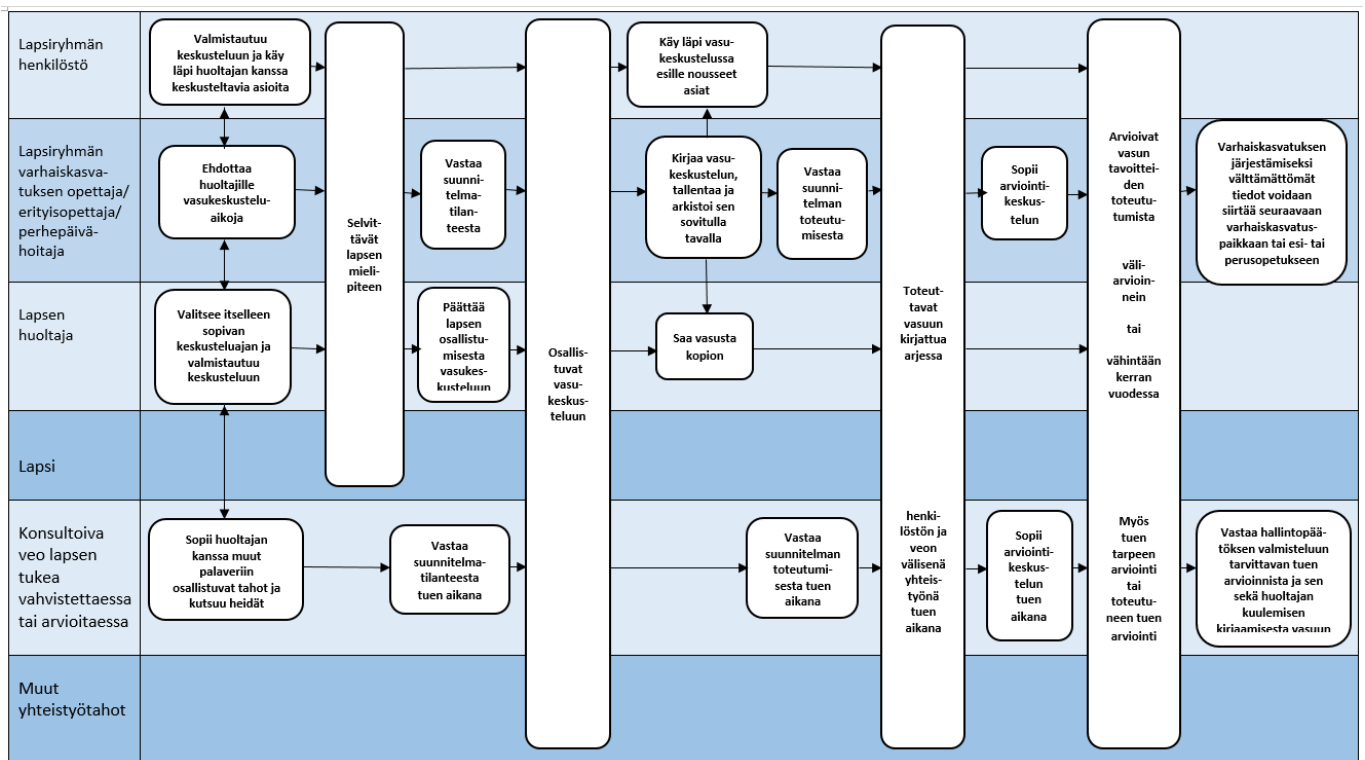 Lapsiryhmän
henkilöstö
Valmistautuu
keskusteluun ja käy
läpi huoltajan kanssa
keskusteltavia asioita
Käy läpi vasu-
keskustelussa
esille nousseet
asiat
Lapsiryhmän
varhaiskasva-
tuksen opettaja/
erityisopettaja/
perhepäivä-
hoitaja
Ehdottaa
huoltajille
vasukeskustelu-
aikoja
Selvit-
tävät
lapsen
mieli-
piteen
Vastaa
suunni-
telma-
tilan-
teesta
Kirjaa vasu-
keskustelun,
tallentaa ja
arkistoi sen
sovitulla
tavalla
Vastaa
suunni-
telman
toteutu-
misesta
Sopii
arviointi-
keskus-
telun
Arvioivat
vasun
tavoittei-
den
toteutu-
tumista
väli-
arvioin-
nein
tai
vähintään
kerran
vuodessa
Varhaiskasvatuksen
järjestämiseksi
välttämättömät
tiedot voidaan
siirtää seuraavaan
varhaiskasvatus-
paikkaan tai esi- tai
perusopetukseen
Lapsen
huoltaja
Valitsee itselleen
sopivan
keskusteluajan ja
valmistautuu
keskusteluun
Päättää
lapsen
osallistu-
misesta
vasukes-
kusteluun
Osallis-
tuvat
vasu-
keskus-
teluun
Saa vasusta
kopion
Toteut-
tavat
vasuun
kirjattua
arjessa
Lapsi
Konsultoiva
veo lapsen
tukea
vahvistettaessa
tai arvioitaessa
Sopii huoltajan
kanssa muut
palaveriin
osallistuvat tahot ja
kutsuu heidät
Vastaa
suunnitelma-
tilanteesta
tuen aikana
Vastaa
suunnitelman
toteutumi-
sesta tuen
aikana
henki-
löstön ja
veon
välisenä
yhteis-
työnä
tuen
aikana
Sopii
arviointi-
keskus-
telun
tuen
aikana
Myös
tuen
tarpeen
arviointi
tai
toteutu-
neen tuen
arviointi
Vastaa hallintopää-
töksen valmisteluun
tarvittavan tuen
arvioinnista ja sen
sekä huoltajan
kuulemisen
kirjaamisesta vasuun
Muut
yhteistyötahot